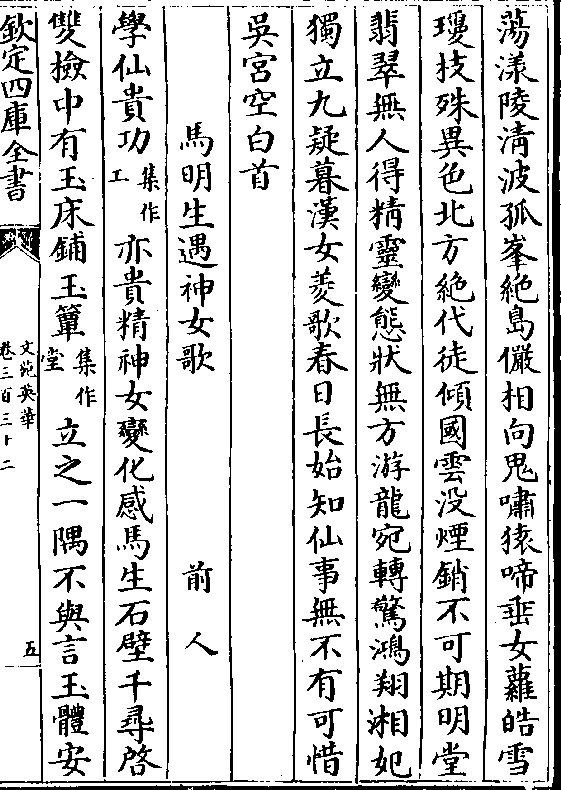 蕩漾陵淸波孤峯絶島儼相向鬼嘯猿啼垂女蘿皓雪
瓊技殊異色北方絶代徒傾國雲没煙銷不可期明堂
翡翠無人得精靈變態狀無方游龍宛轉驚鴻翔湘妃
獨立九疑暮漢女菱歌春日長始知仙事無不有可惜
吳宮空白首
馬明生遇神女歌 前人
學仙貴功集作工亦貴精神女變化感馬生石壁千尋啓
雙撿中有玉床鋪玉簟集作堂立之一隅不與言玉體安
欽定四庫全書
文苑英華
卷三百三十二
五